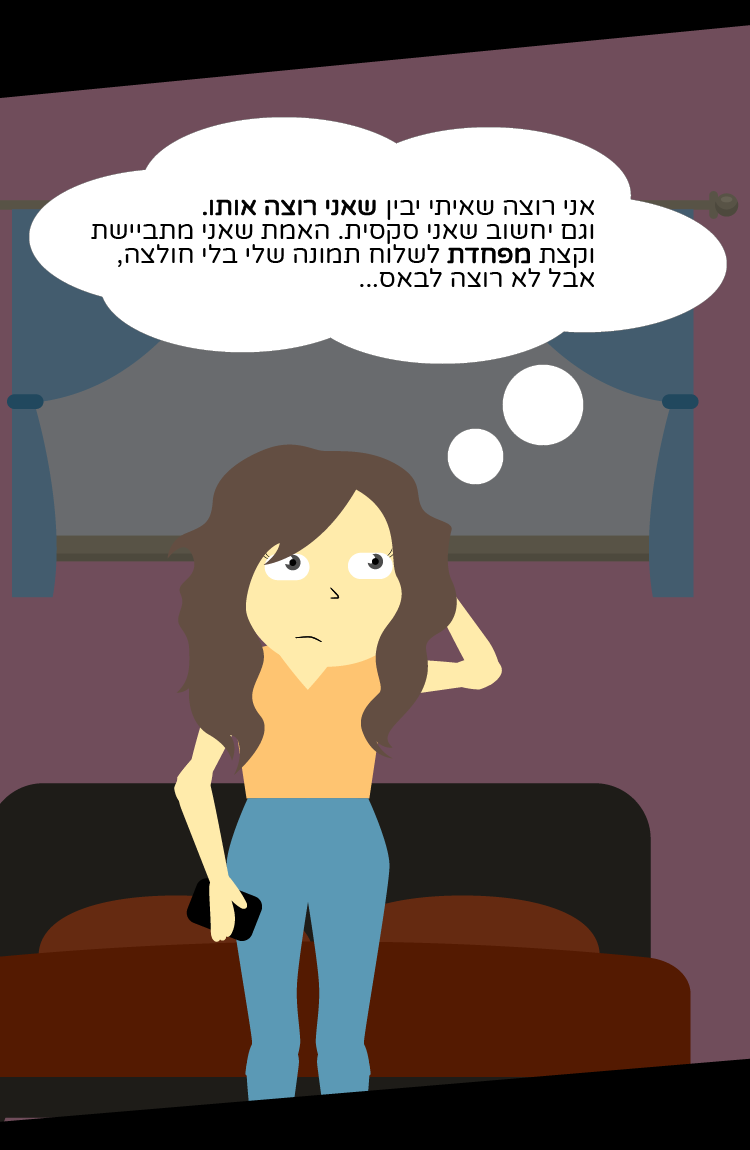 אני רוצה שאיתי יבין שאני רוצה אותו.
וגם יחשוב שאני סקסית. האמת שאני מתביישת
וקצת מפחדת לשלוח תמונה שלי בלי חולצה,
אבל לא רוצה לבאס...